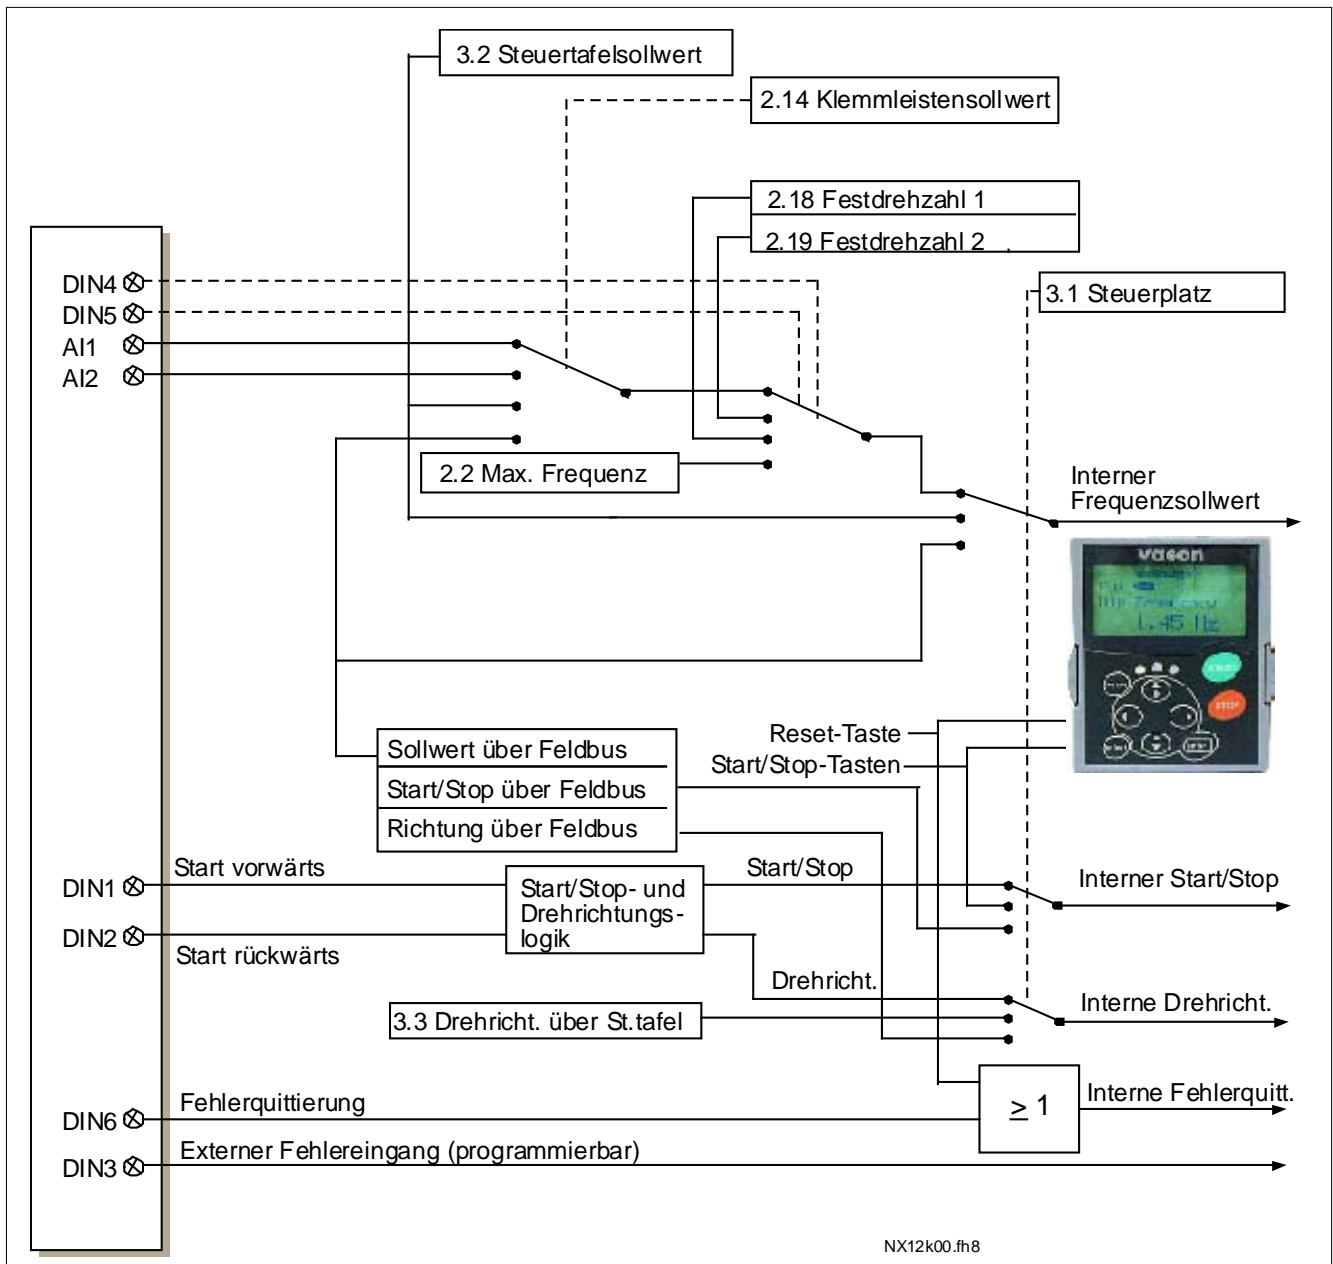 3.2 Steuertafelsollwert
2.14 Klemmleistensollwert
2.18 Festdrehzahl 1
2.19 Festdrehzahl 2
3.1 Steuerplatz
DIN4
DIN5
AI1
AI2
2.2 Max. Frequenz
Interner
Frequenzsollwert
vacon
1.45 Hz
STOP
Reset-Taste
Start/Stop-Tasten
Sollwert über Feldbus
Start/Stop über Feldbus
Richtung über Feldbus
DIN1
Start vorwärts
Start/Stop- und
Drehrichtungs-
logik
Start/Stop
Interner Start/Stop
DIN2
Start rückwärts
Drehricht.
Interne Drehricht.
3.3 Drehricht. über St.tafel
≥ 1
Interne Fehlerquitt.
DIN6
Fehlerquittierung
DIN3
Externer Fehlereingang (programmierbar)
NX12k00.fh8